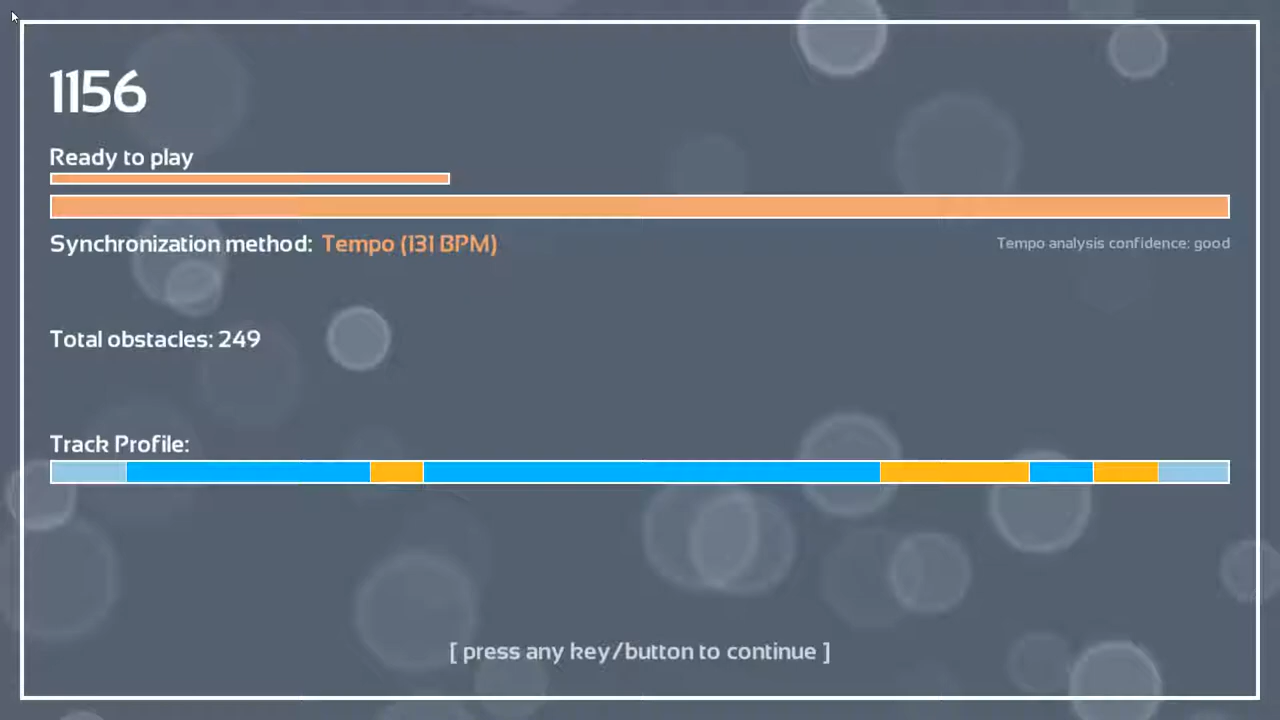 1156
Ready to play
Synchronization method: Tempo (131 BPM)
Tempo analysis confidence: good
Total obstacles: 249
Track Profile:
[ press any key/button to continue ]